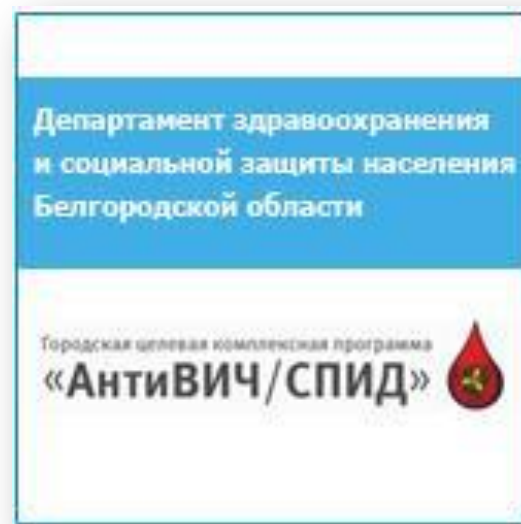 Департамент здравоохранения
и социальной защиты населения
Белгородской области
Городская целевая комплексная программа
«АнтиВИЧ/СПИД»